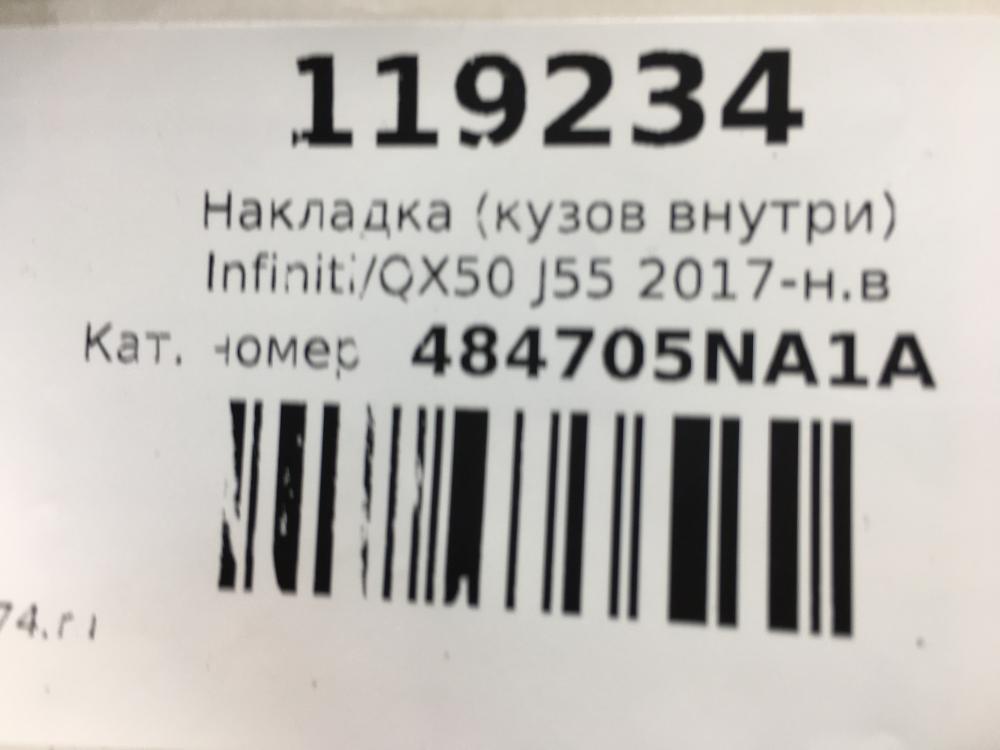 119234
Накладка (кузов внутри)
Infiniti/QX50 J55 2017-н.в
Кат. номер 484705NA1A